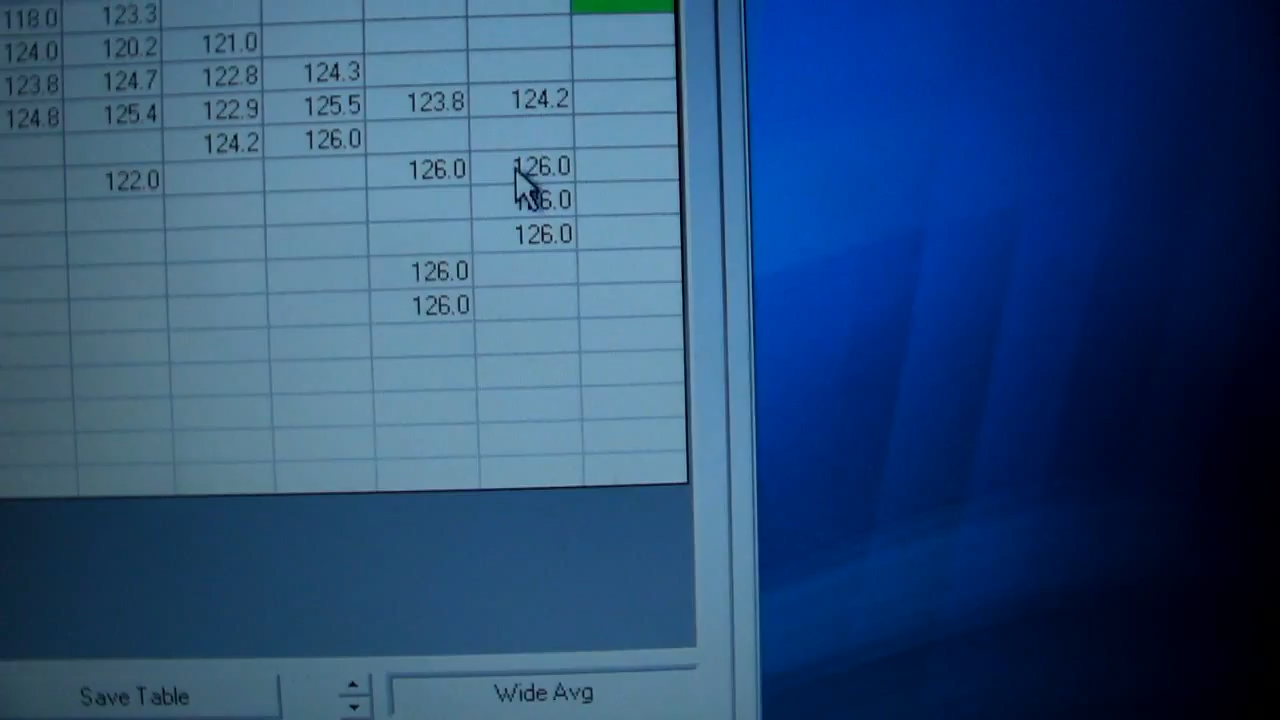 118.0 123.3
124.0 120.2 121.0
123.8 124.7 122.8 124.3
124.8 125.4 122.9 125.5 123.8 124.2
124.2 126.0
122.0 126.0 126.0
126.0
126.0
126.0
Save Table Wide Avg